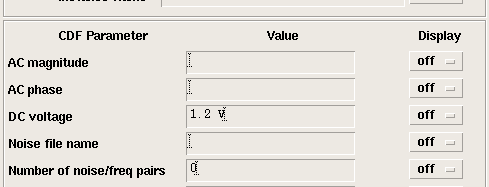 CDF Parameter Value Display
AC magnitude off
AC phase off
DC voltage 1.2 V off
Noise file name off
Number of noise/freq pairs 0 off